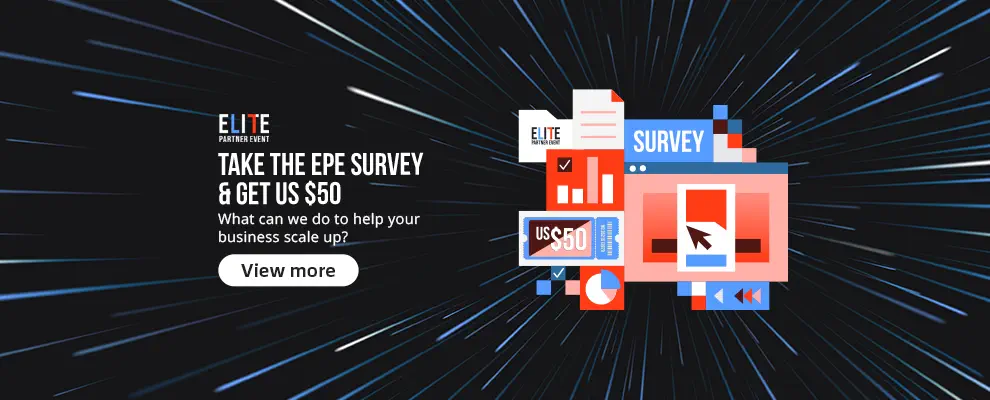 ELITE
PARTNER EVENT
TAKE THE EPE SURVEY
& GET US $50
What can we do to help your
business scale up?
View more
ELITE
PARTNER EVENT
SURVEY
US$50